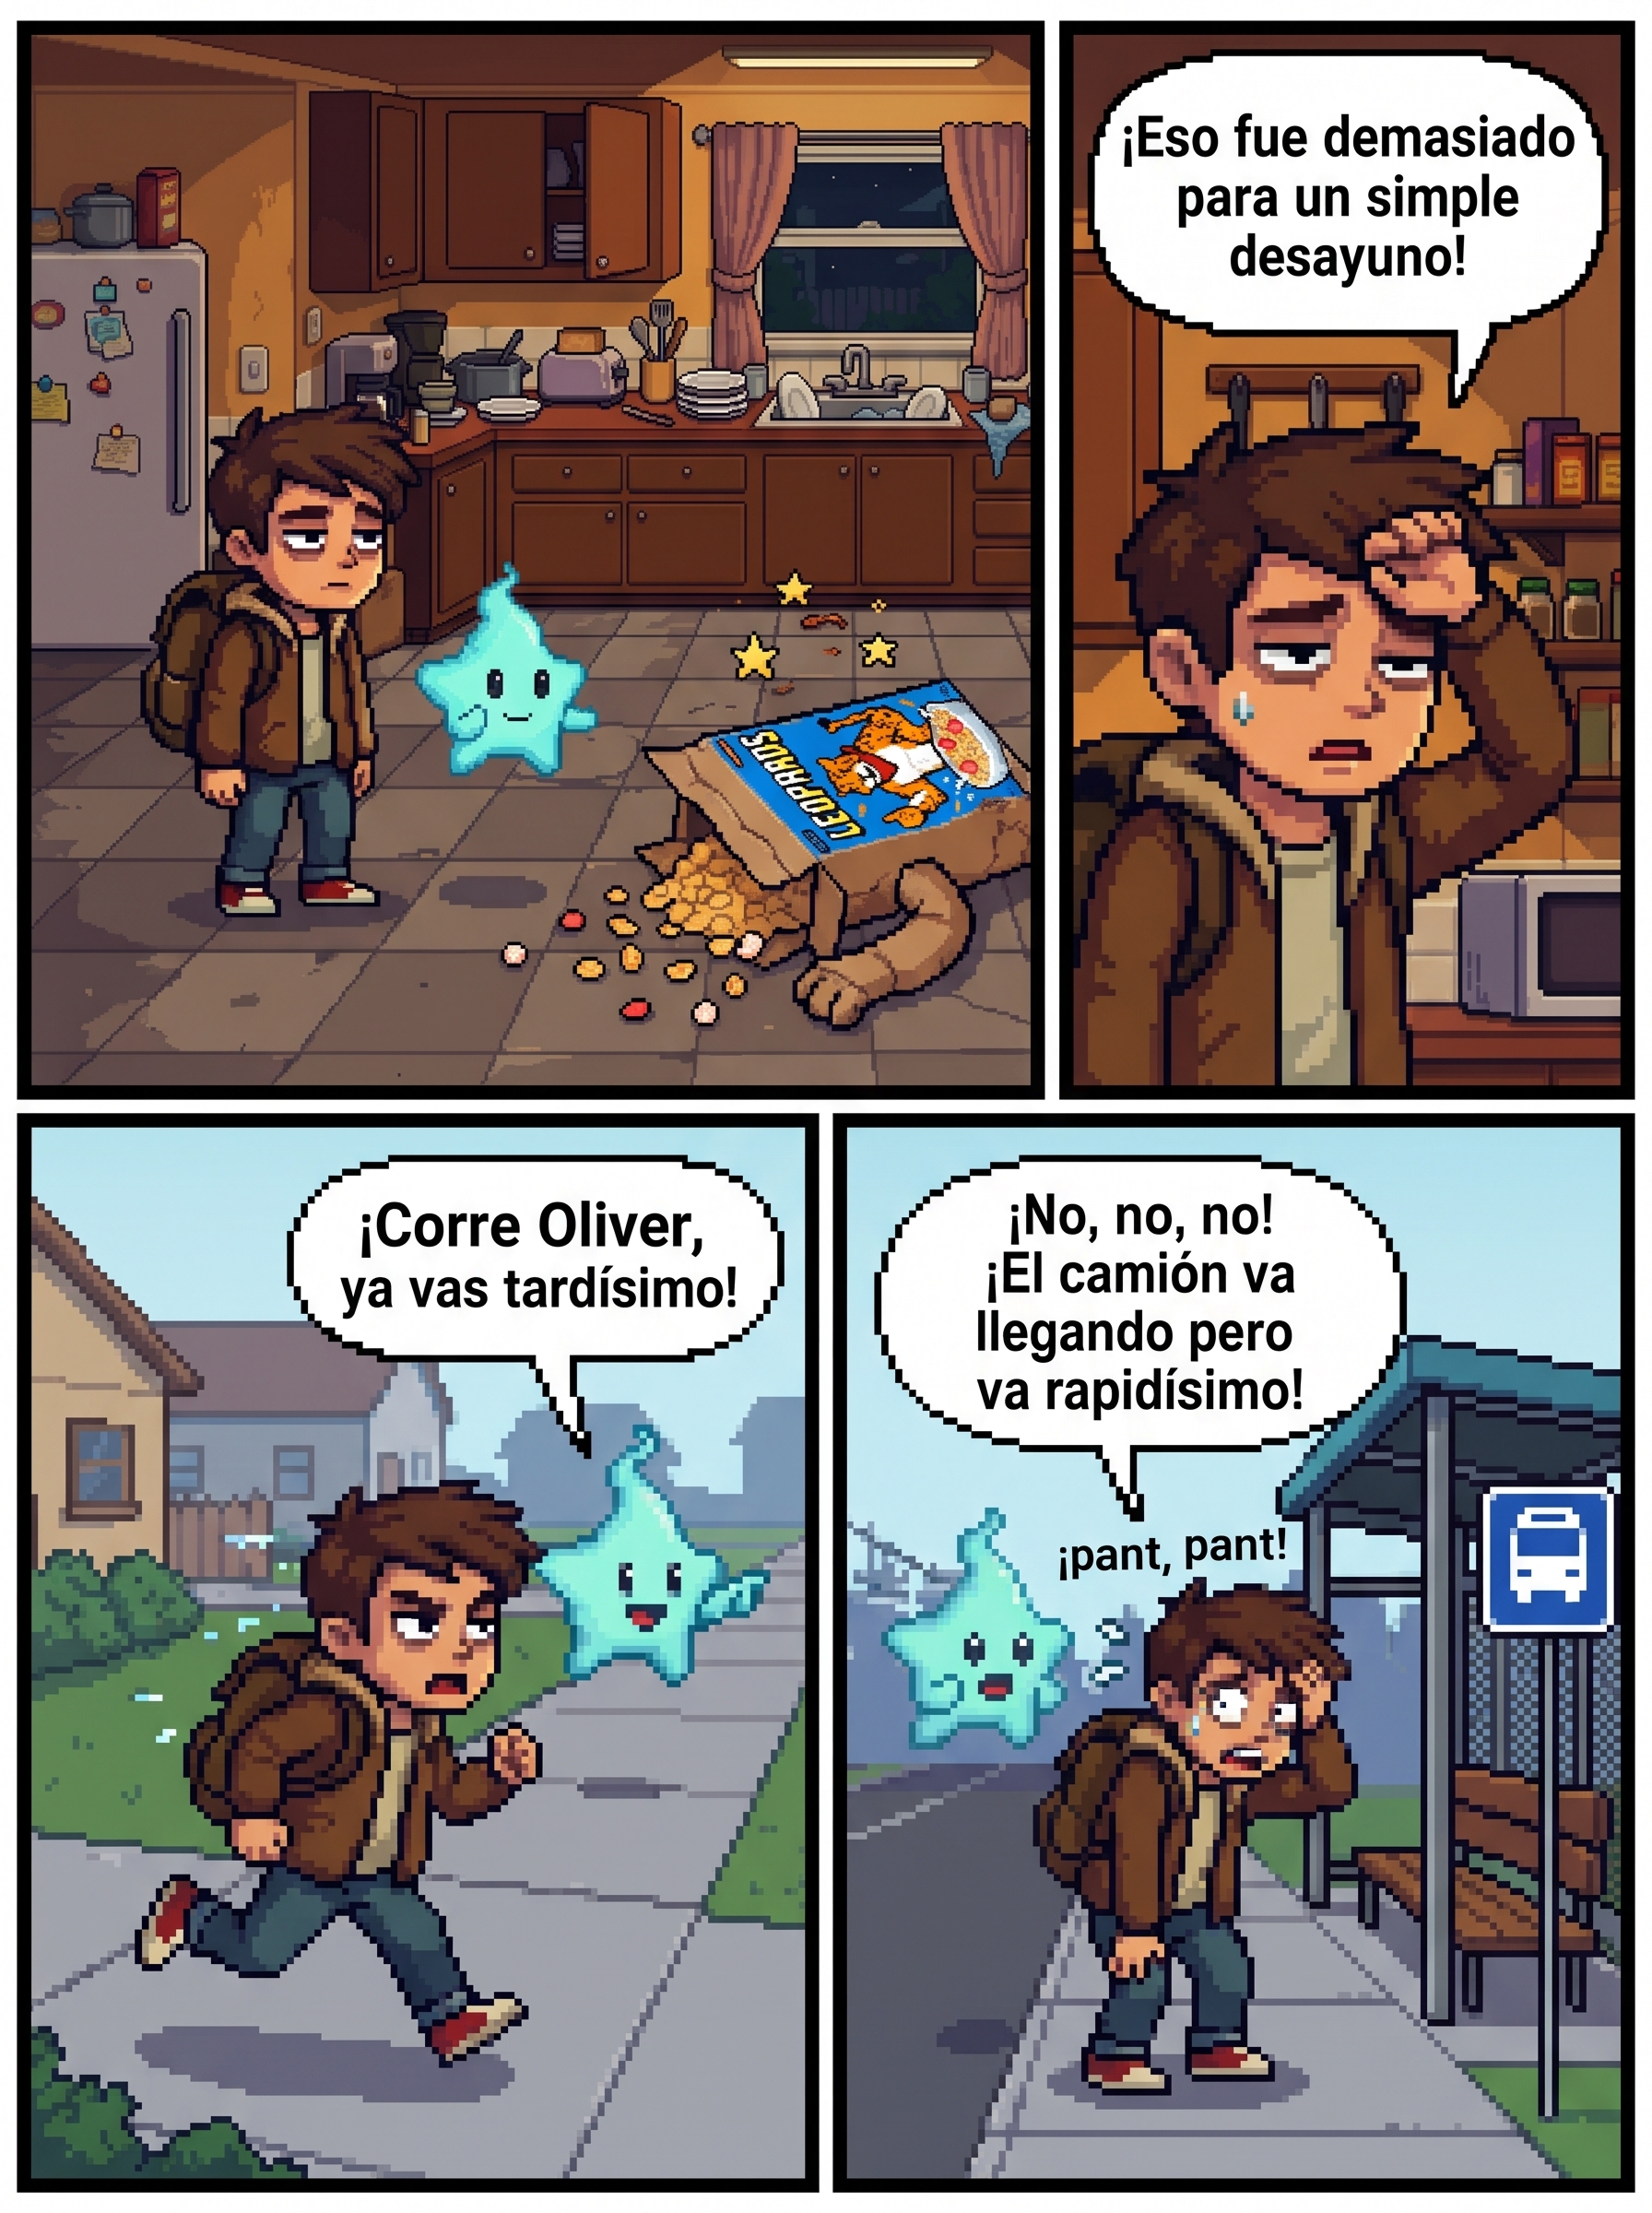 LEOPARDS
¡Eso fue demasiado
para un simple
desayuno!
¡Corre Oliver,
ya vas tardísimo!
¡No, no, no!
¡El camión va
llegando pero
va rapidísimo!
¡pant, pant!